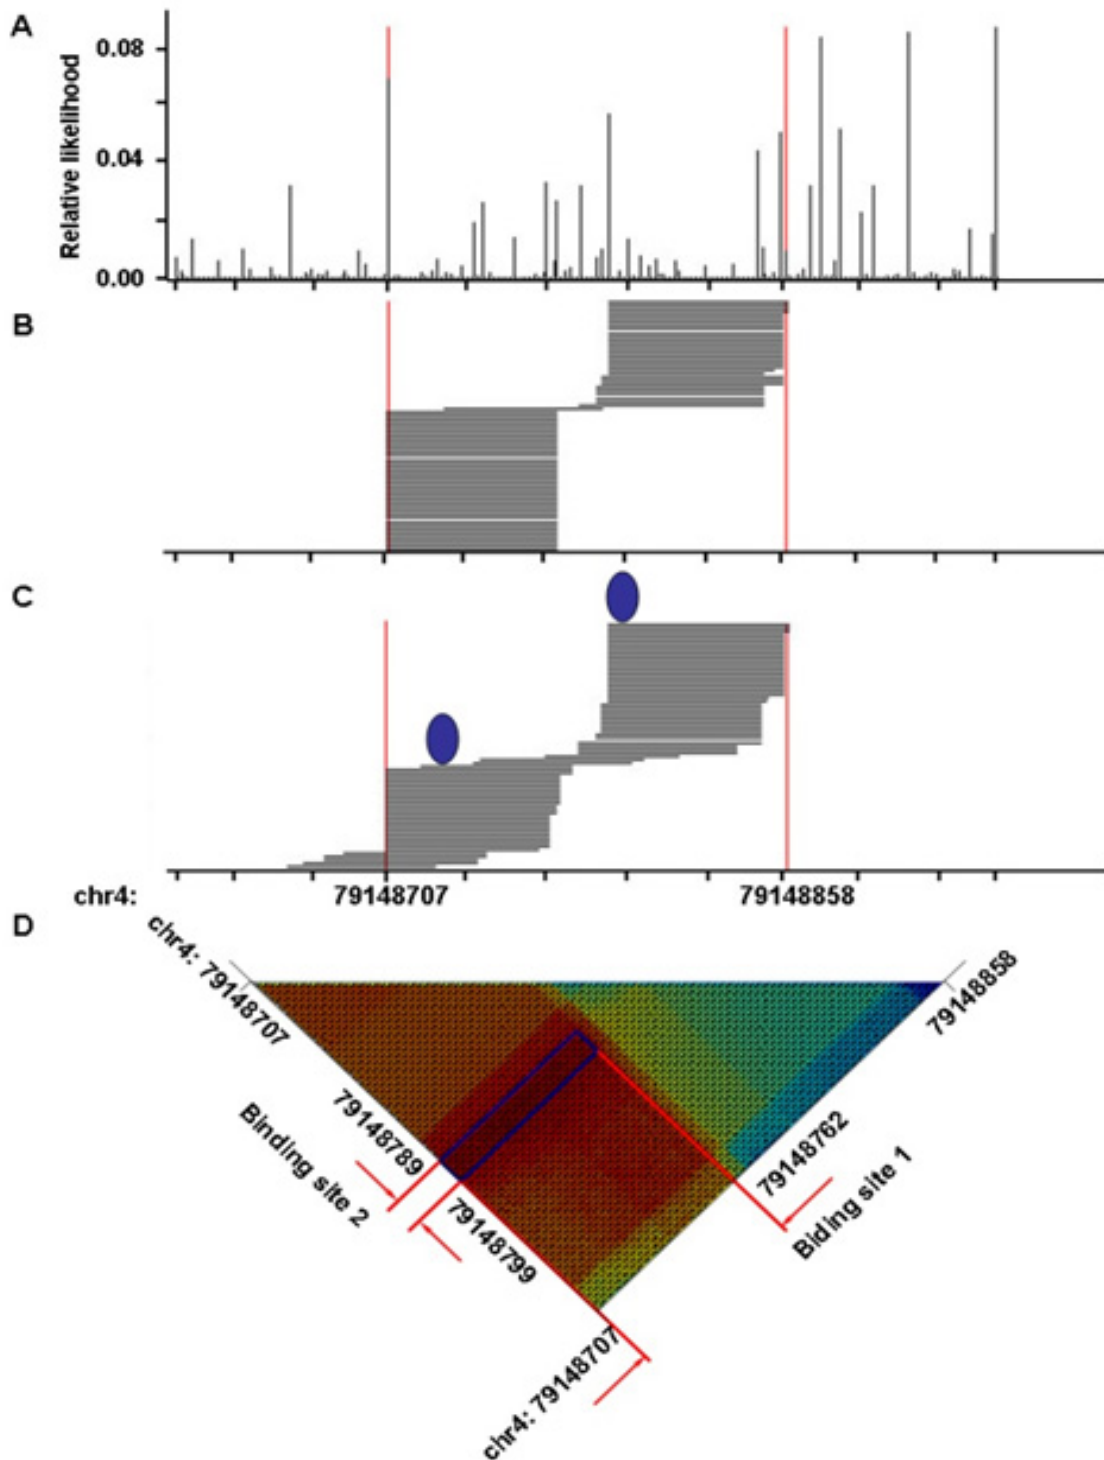 A
Relative likelihood
0.08
0.04
0.00
B
C
chr4:
79148707
79148858
D
chr4: 79148707
79148858
79148789
79148762
Binding site 2
Biding site 1
79148799
chr4: 79148707